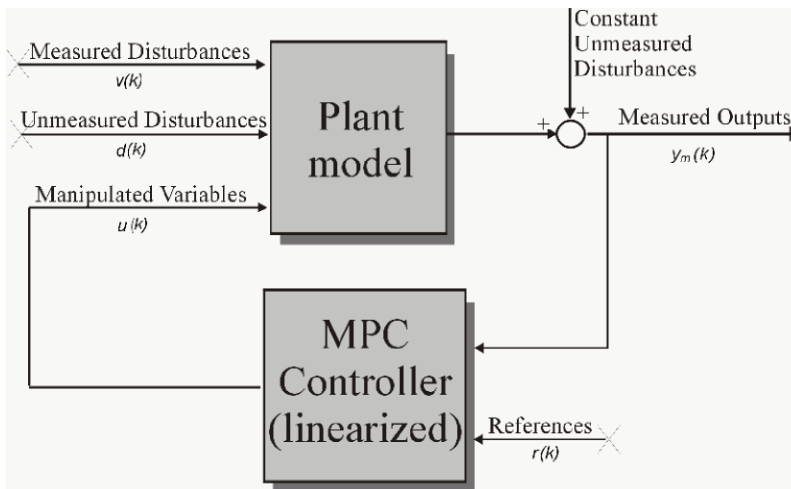 Constant
Unmeasured
Disturbances
Measured Disturbances
v(k)
Unmeasured Disturbances
d(k)
Manipulated Variables
u(k)
Plant
model
+
+
Measured Outputs
ym(k)
MPC
Controller
(linearized)
References
r(k)